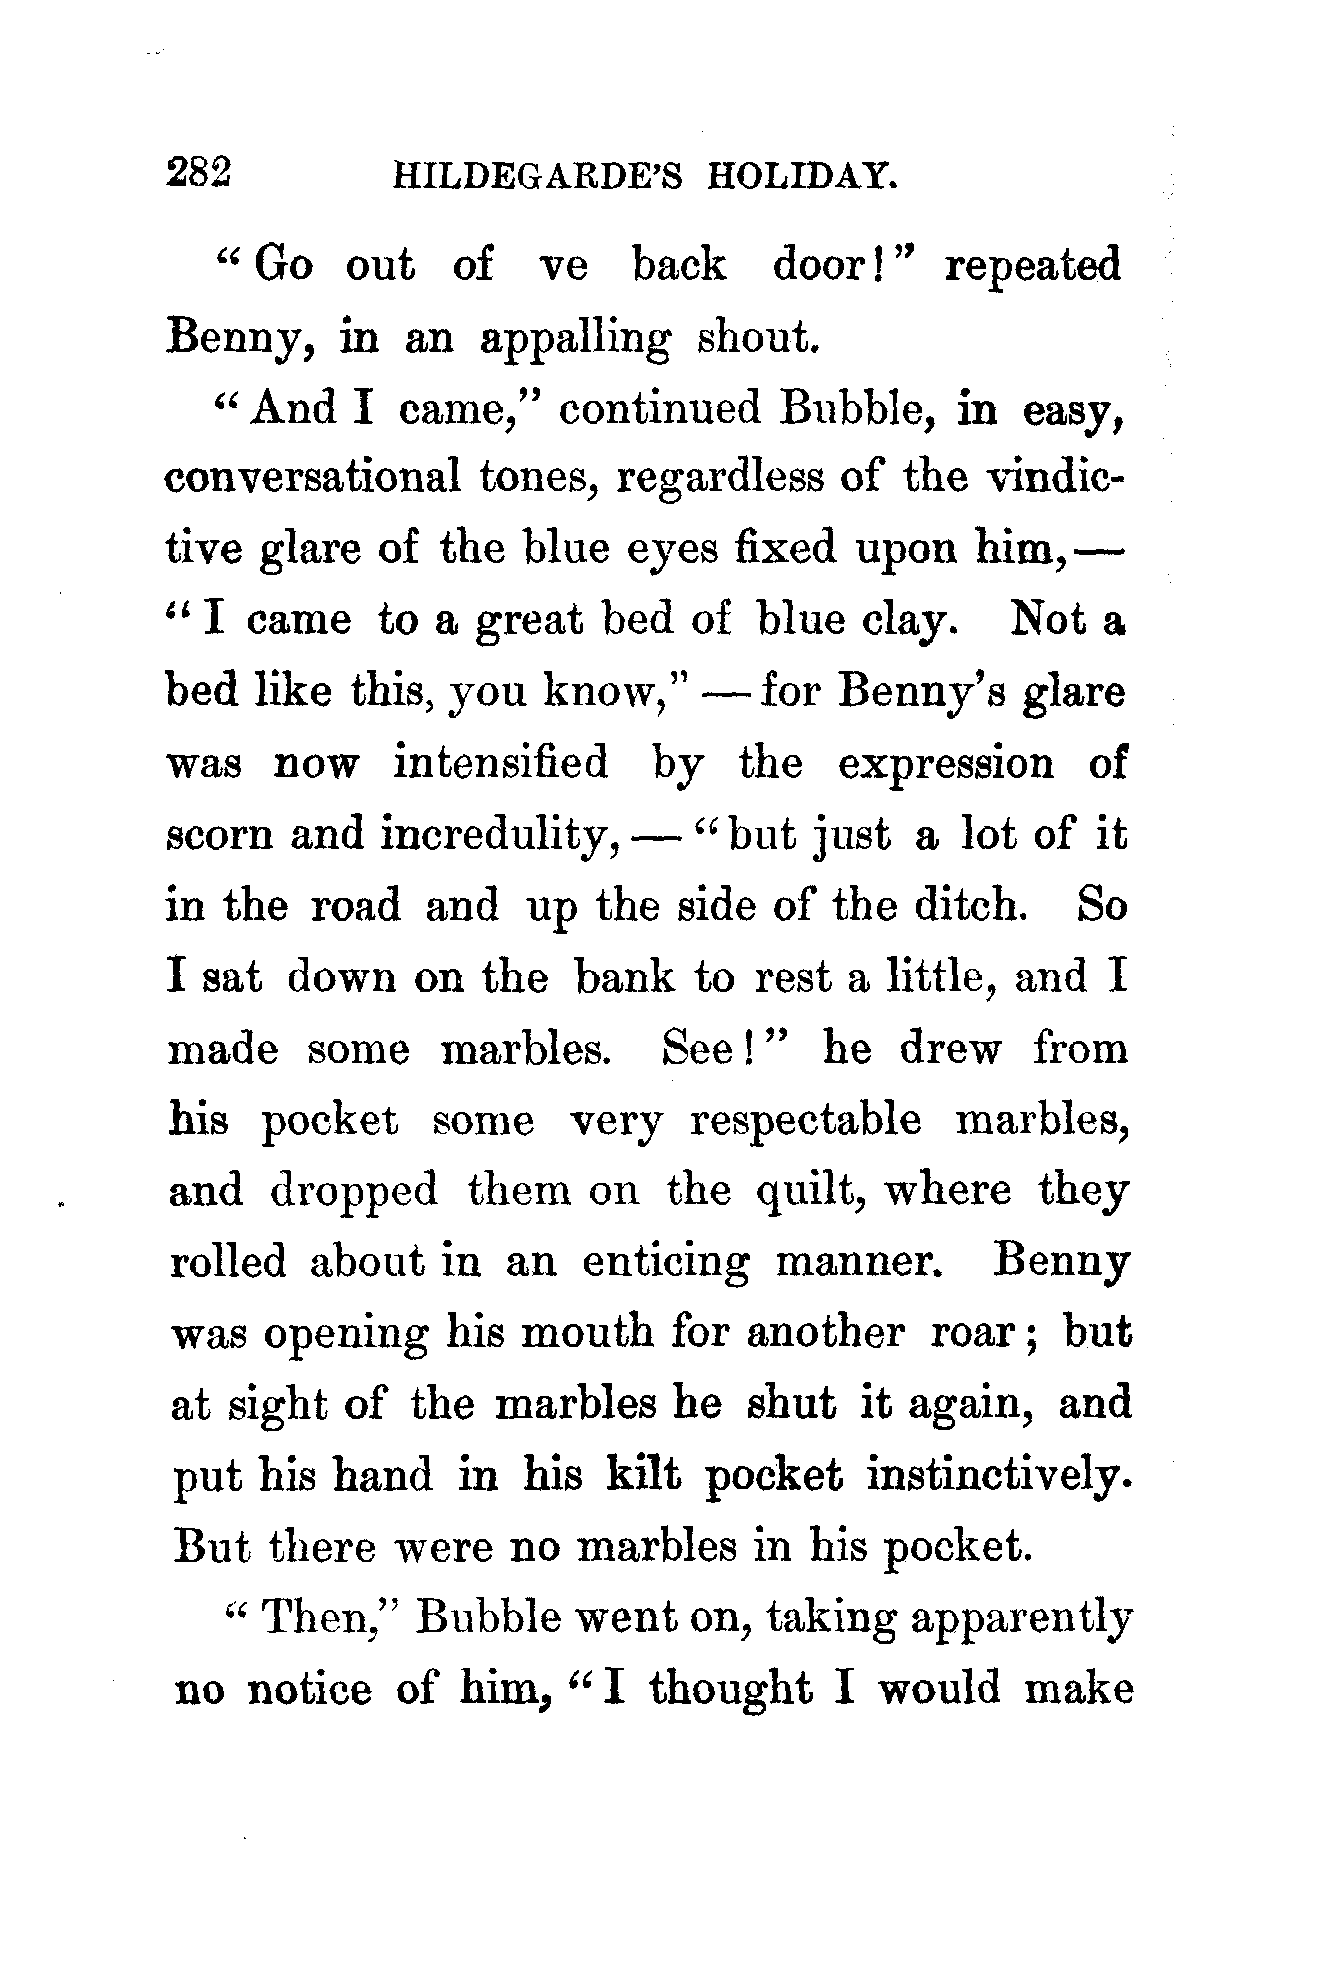 282 HILDEGARDE'S HOLIDAY.
“ Go out of ve back door! ” repeated
Benny, in an appalling shout.
“ And I came,” continued Bubble, in easy,
conversational tones, regardless of the vindic-
tive glare of the blue eyes fixed upon him,—
“ I came to a great bed of blue clay. Not a
bed like this, you know,” — for Benny's glare
was now intensified by the expression of
scorn and incredulity, — “ but just a lot of it
in the road and up the side of the ditch. So
I sat down on the bank to rest a little, and I
made some marbles. See! ” he drew from
his pocket some very respectable marbles,
and dropped them on the quilt, where they
rolled about in an enticing manner. Benny
was opening his mouth for another roar ; but
at sight of the marbles he shut it again, and
put his hand in his kilt pocket instinctively.
But there were no marbles in his pocket.
“ Then,” Bubble went on, taking apparently
no notice of him, “ I thought I would make